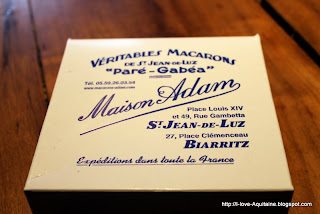 VÉRITABLES MACARONS
DE ST JEAN-DE-LUZ
"Paré-Gabéa"
Tél. 05.59.26.03.54
www.macarons-adam.com
Maison Adam
Place Louis XIV
et 49, Rue Gambetta
ST JEAN-DE-LUZ
27, Place Clémenceau
BIARRITZ
Expéditions dans toute la France
http://i-love-Aquitaine.blogspot.com